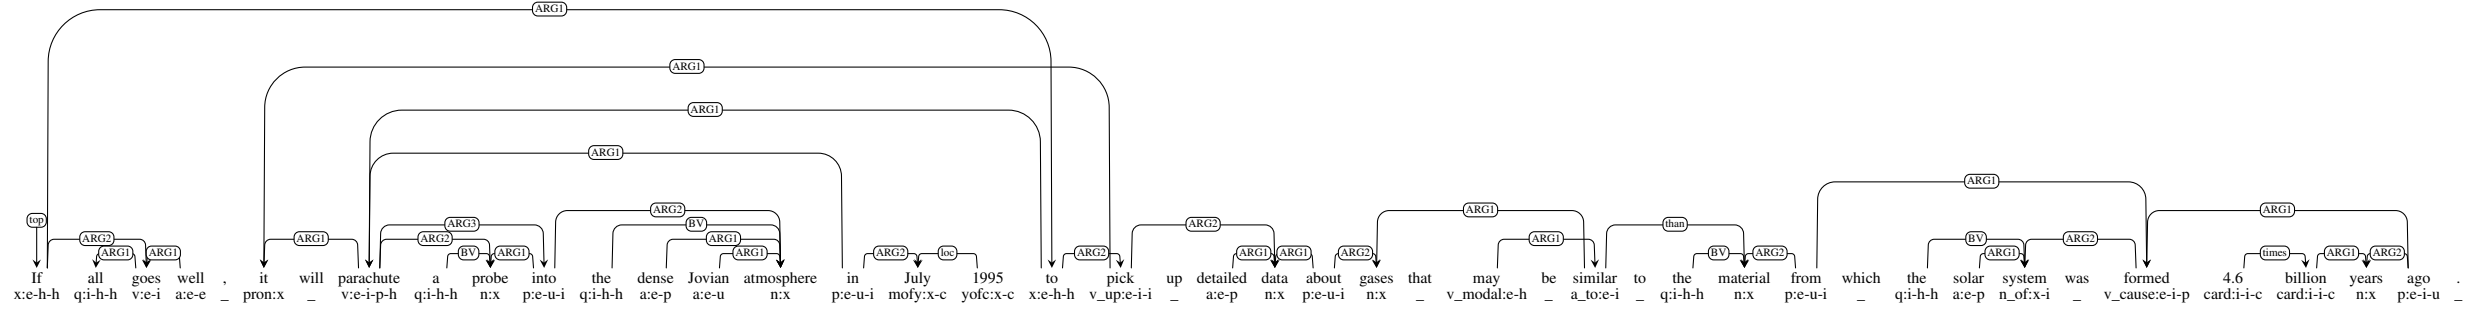 ARG1
ARG1
ARG1
ARG1
ARG1
ARG2 ARG2 ARG1 ARG1
top ARG3 BV ARG2 than
ARG2 ARG1 ARG2 ARG1 ARG1 BV ARG2
ARG1 ARG1 BV ARG1 ARG1 ARG2 loc ARG2 ARG1 ARG1 ARG2 BV ARG2 ARG1 times ARG1 ARG2
If all goes well , it will parachute a probe into the dense Jovian atmosphere in July 1995 to pick up detailed data about gases that may be similar to the material from which the solar system was formed 4.6 billion years ago .
x:e-h-h q:i-h-h v:e-i a:e-e _ pron:x _ v:e-i-p-h q:i-h-h n:x p:e-u-i q:i-h-h a:e-p a:e-u n:x p:e-u-i mofy:x-c yofc:x-c x:e-h-h v_up:e-i-i _ a:e-p n:x p:e-u-i n:x _ v_modal:e-h _ a_to:e-i _ q:i-h-h n:x p:e-u-i _ q:i-h-h a:e-p n_of:x-i _ v_cause:e-i-p card:i-i-c card:i-i-c n:x p:e-i-u _